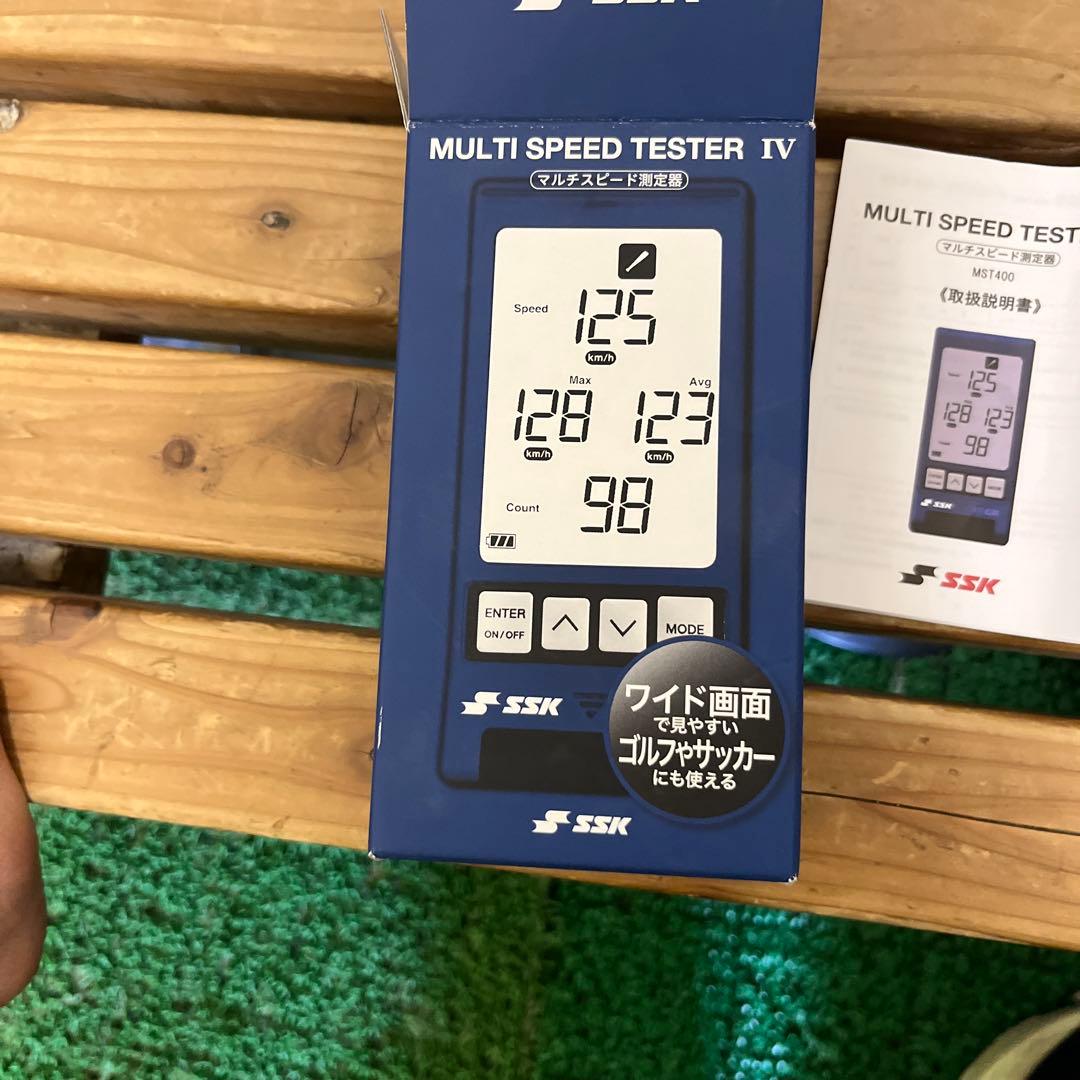 SSK
MULTI SPEED TESTER IV
マルチスピード測定器
Speed
125
km/h
Max
Avg
128
123
km/h
km/h
Count
98
ENTER
ON/OFF
MODE
SSK
ワイド画面
で見やすい
ゴルフやサッカー
にも使える
SSK
MULTI SPEED TEST
マルチスピード測定器
MST400
《取扱説明書》
125
128
123
98
SSK
SSK